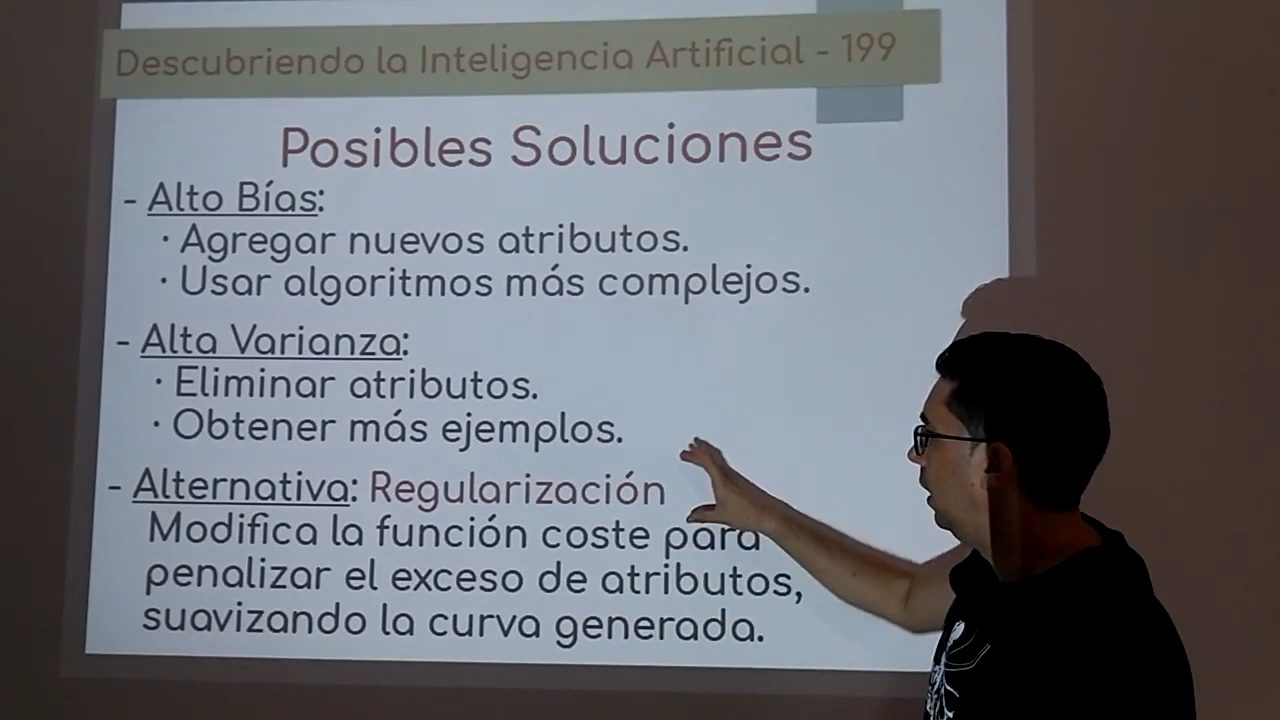 Descubriendo la Inteligencia Artificial - 199
Posibles Soluciones
- Alto Bías:
· Agregar nuevos atributos.
· Usar algoritmos más complejos.
- Alta Varianza:
· Eliminar atributos.
· Obtener más ejemplos.
- Alternativa: Regularización
Modifica la función coste para
penalizar el exceso de atributos,
suavizando la curva generada.